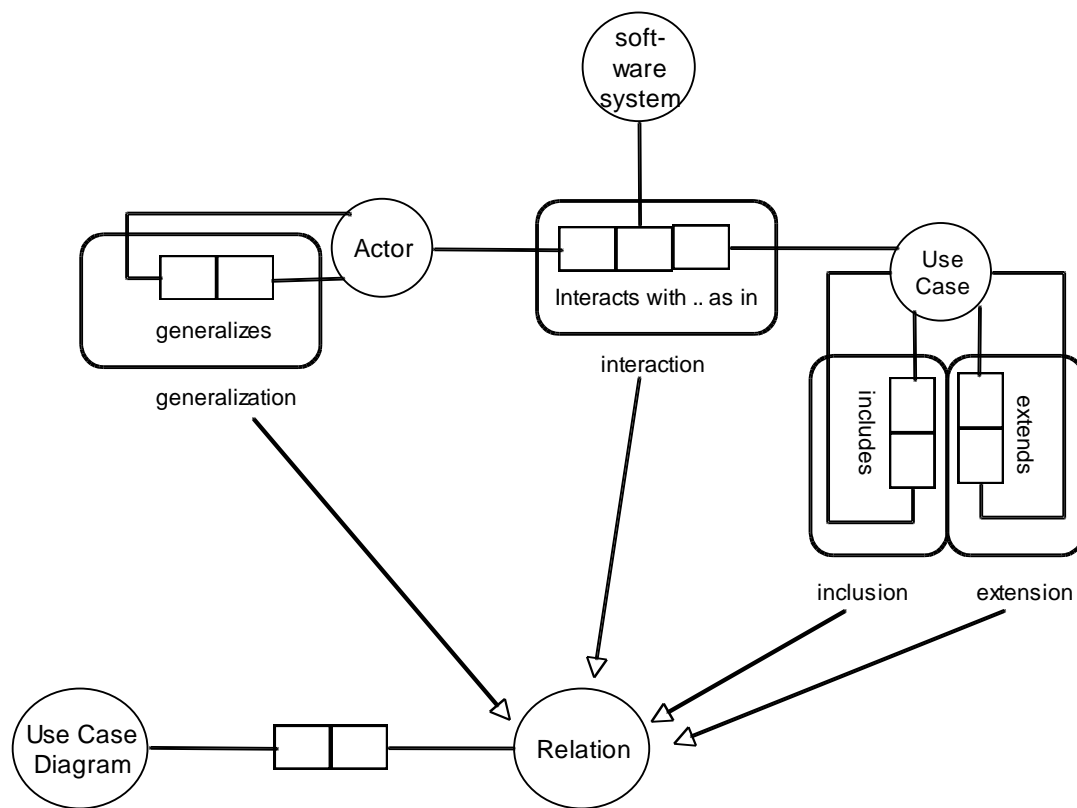 soft-
ware
system
Actor
Use
Case
Interacts with .. as in
generalizes
interaction
generalization
includes
extends
inclusion
extension
Use Case
Diagram
Relation